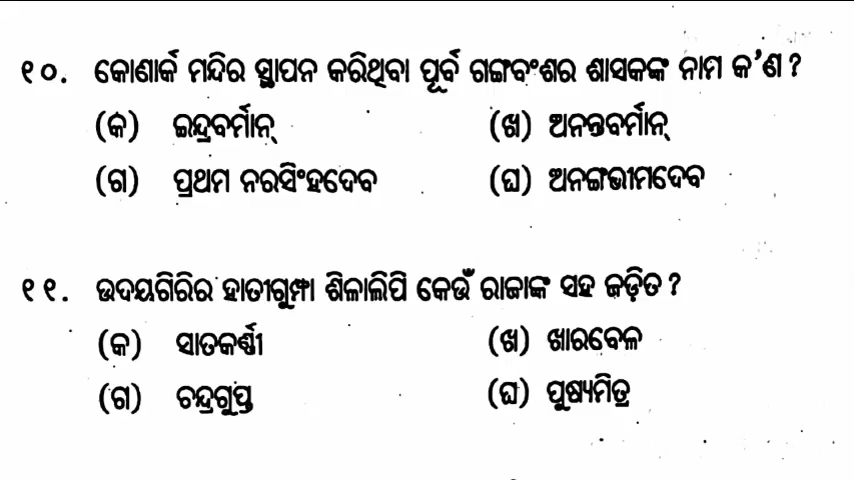 ୧୦. କୋଣାର୍କ ମନ୍ଦିର ସ୍ଥାପନ କରିଥିବା ପୂର୍ବ ଗଙ୍ଗବଂଶର ଶାସକଙ୍କ ନାମ କ'ଣ ?
(କ) ଇନ୍ଦ୍ରବର୍ମାନ୍ (ଖ) ଅନନ୍ତବର୍ମାନ୍
(ଗ) ପ୍ରଥମ ନରସିଂହଦେବ (ଘ) ଅନଙ୍ଗଭୀମଦେବ
୧୧. ଉଦୟଗିରିର ହାତୀଗୁମ୍ଫା ଶିଳାଲିପି କେଉଁ ରାଜାଙ୍କ ସହ ଜଡ଼ିତ ?
(କ) ସାତକର୍ଣ୍ଣୀ (ଖ) ଖାରବେଳ
(ଗ) ଚନ୍ଦ୍ରଗୁପ୍ତ (ଘ) ପୁଷ୍ୟମିତ୍ର